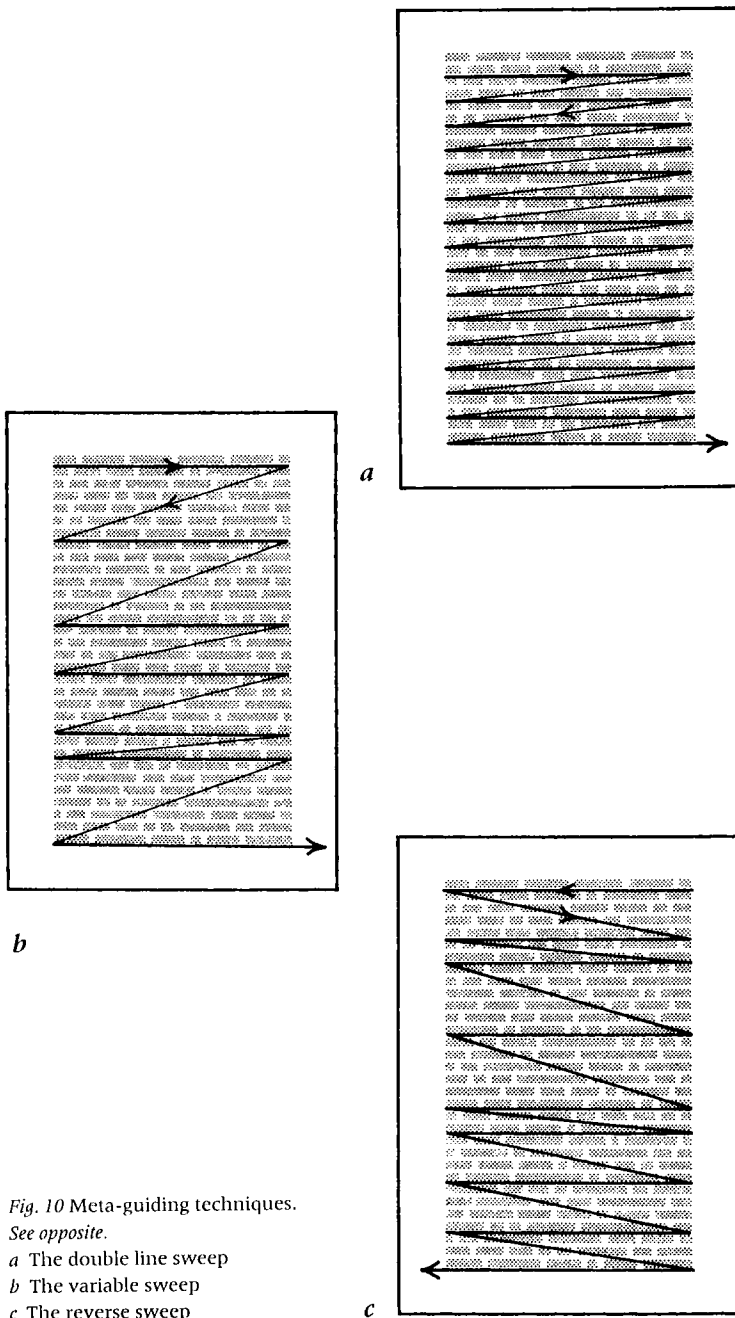 a
b
Fig. 10 Meta-guiding techniques.
See opposite.
a The double line sweep
b The variable sweep
c The reverse sweep
c